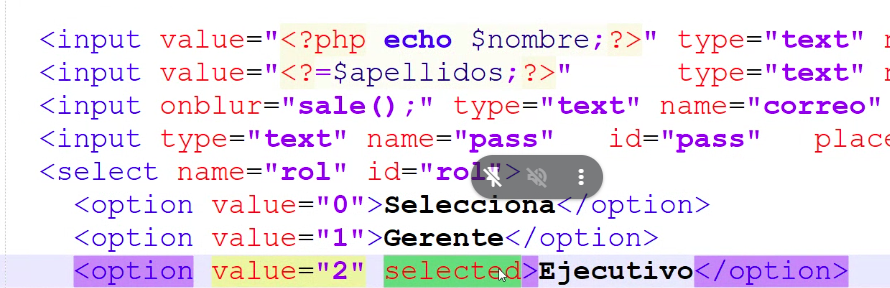 <input value="<?php echo $nombre;?>" type="text"
<input value="<?=$apellidos;?>" type="text"
<input onblur="sale();" type="text" name="correo"
<input type="text" name="pass" id="pass" place
<select name="rol" id="rol">
<option value="0">Selecciona</option>
<option value="1">Gerente</option>
<option value="2" selected>Ejecutivo</option>